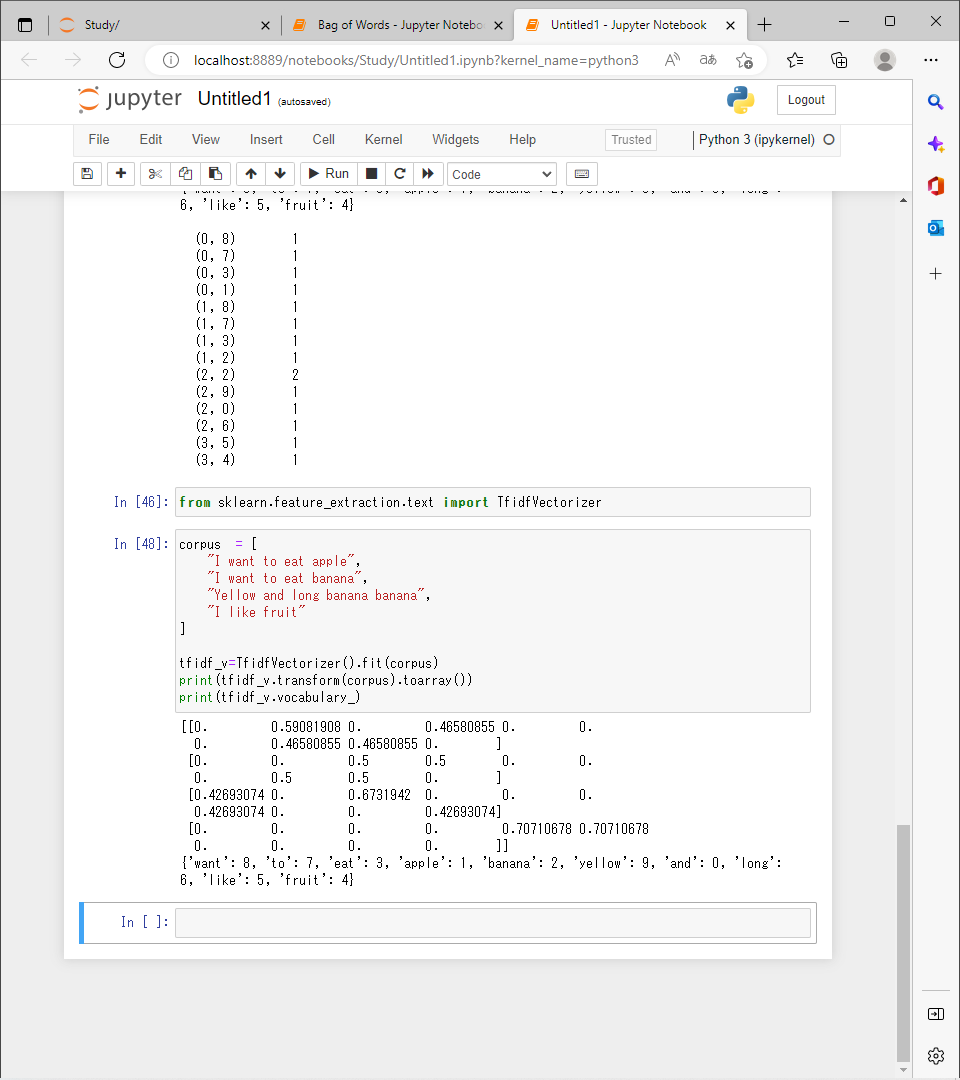 Study/
Bag of Words - Jupyter Notebo
Untitled1 - Jupyter Notebook
localhost:8889/notebooks/Study/Untitled1.ipynb?kernel_name=python3
jupyter Untitled1 (autosaved)
Logout
File Edit View Insert Cell Kernel Widgets Help
Trusted
Python 3 (ipykernel)
Run
Code
6, 'like': 5, 'fruit': 4}
(0, 8) 1
(0, 7) 1
(0, 3) 1
(0, 1) 1
(1, 8) 1
(1, 7) 1
(1, 3) 1
(1, 2) 1
(2, 2) 2
(2, 9) 1
(2, 0) 1
(2, 6) 1
(3, 5) 1
(3, 4) 1
In [46]: from sklearn.feature_extraction.text import TfidfVectorizer
In [48]: corpus = [
"I want to eat apple",
"I want to eat banana",
"Yellow and long banana banana",
"I like fruit"
]
tfidf_v=TfidfVectorizer().fit(corpus)
print(tfidf_v.transform(corpus).toarray())
print(tfidf_v.vocabulary_)
[[0. 0.59081908 0. 0.46580855 0. 0.
0. 0.46580855 0.46580855 0. ]
[0. 0. 0.5 0.5 0. 0.
0. 0.5 0.5 0. ]
[0.42693074 0. 0.6731942 0. 0. 0.
0.42693074 0. 0. 0.42693074]
[0. 0. 0. 0. 0.70710678 0.70710678
0. 0. 0. 0. ]]
{'want': 8, 'to': 7, 'eat': 3, 'apple': 1, 'banana': 2, 'yellow': 9, 'and': 0, 'long':
6, 'like': 5, 'fruit': 4}
In [ ]: